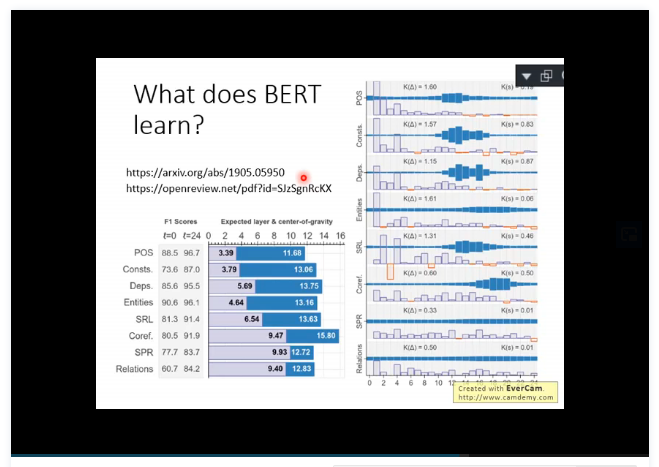 What does BERT
learn?
https://arxiv.org/abs/1905.05950
https://openreview.net/pdf?id=SJzSgnRcKX
F1 Scores Expected layer & center-of-gravity
ℓ=0 ℓ=24 0 2 4 6 8 10 12 14 16
POS 88.5 96.7 3.39 11.68
Consts. 73.6 87.0 3.79 13.06
Deps. 85.6 95.5 5.69 13.75
Entities 90.6 96.1 4.64 13.16
SRL 81.3 91.4 6.54 13.63
Coref. 80.5 91.9 9.47 15.80
SPR 77.7 83.7 9.93 12.72
Relations 60.7 84.2 9.40 12.83
POS K(Δ) = 1.60 K(s) =
Consts. K(Δ) = 1.57 K(s) = 0.83
Deps. K(Δ) = 1.15 K(s) = 0.87
Entities K(Δ) = 1.61 K(s) = 0.06
SRL K(Δ) = 1.31 K(s) = 0.46
Coref. K(Δ) = 0.60 K(s) = 0.50
SPR K(Δ) = 0.33 K(s) = 0.01
Relations K(Δ) = 0.50 K(s) = 0.01
0 2 4 6 8 10 12
Created with EverCam.
http://www.camdemy.com